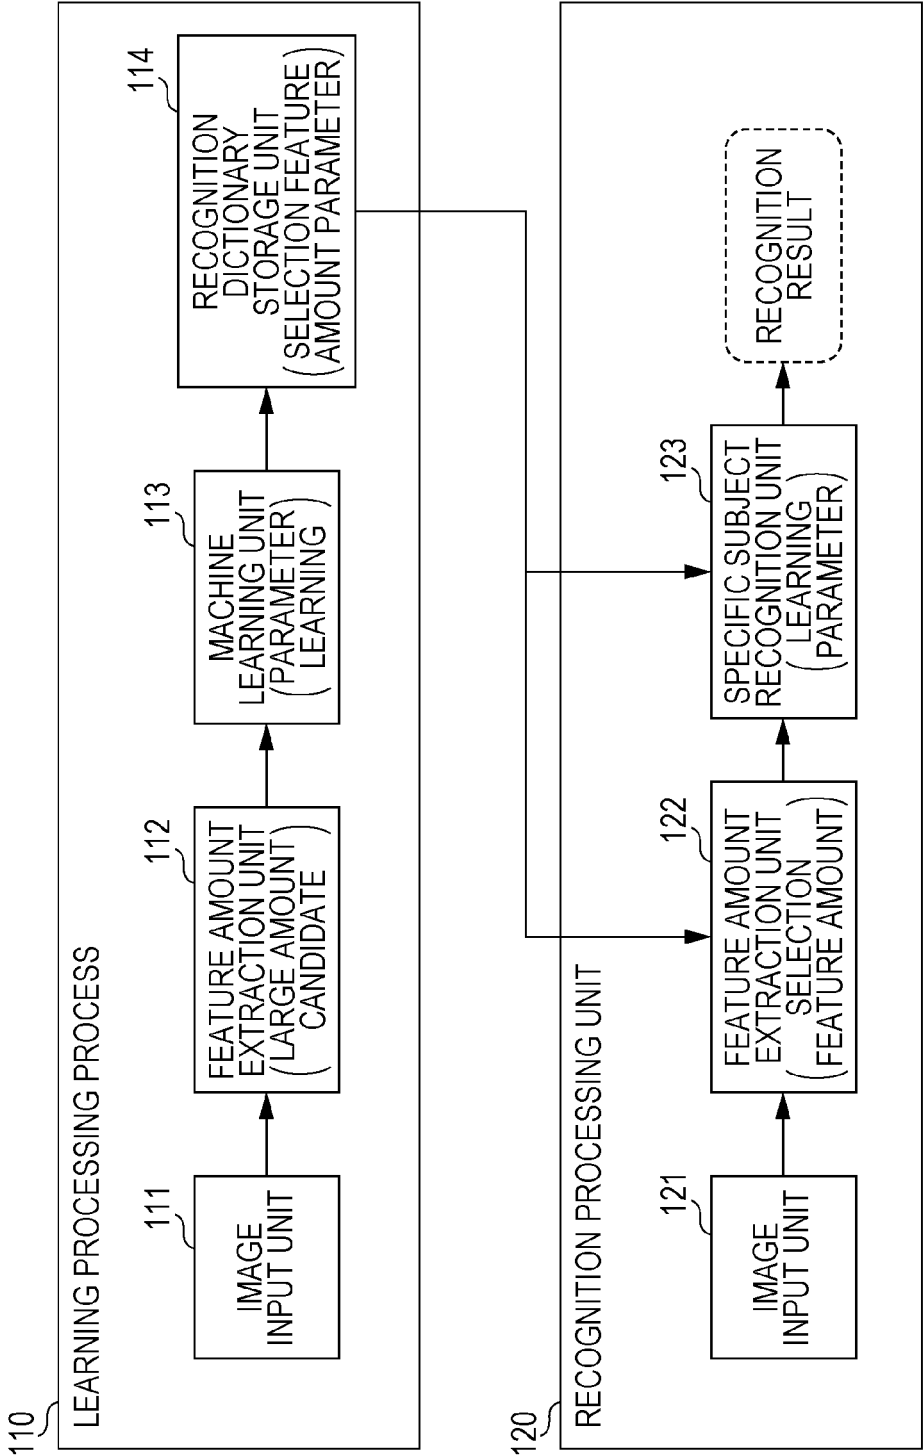 110
LEARNING PROCESSING PROCESS
111
IMAGE
INPUT UNIT
112
FEATURE AMOUNT
EXTRACTION UNIT
(LARGE AMOUNT
CANDIDATE)
113
MACHINE
LEARNING UNIT
(PARAMETER
LEARNING)
114
RECOGNITION
DICTIONARY
STORAGE UNIT
(SELECTION FEATURE
AMOUNT PARAMETER)
120
RECOGNITION PROCESSING UNIT
121
IMAGE
INPUT UNIT
122
FEATURE AMOUNT
EXTRACTION UNIT
(SELECTION
FEATURE AMOUNT)
123
SPECIFIC SUBJECT
RECOGNITION UNIT
(LEARNING
PARAMETER)
RECOGNITION
RESULT